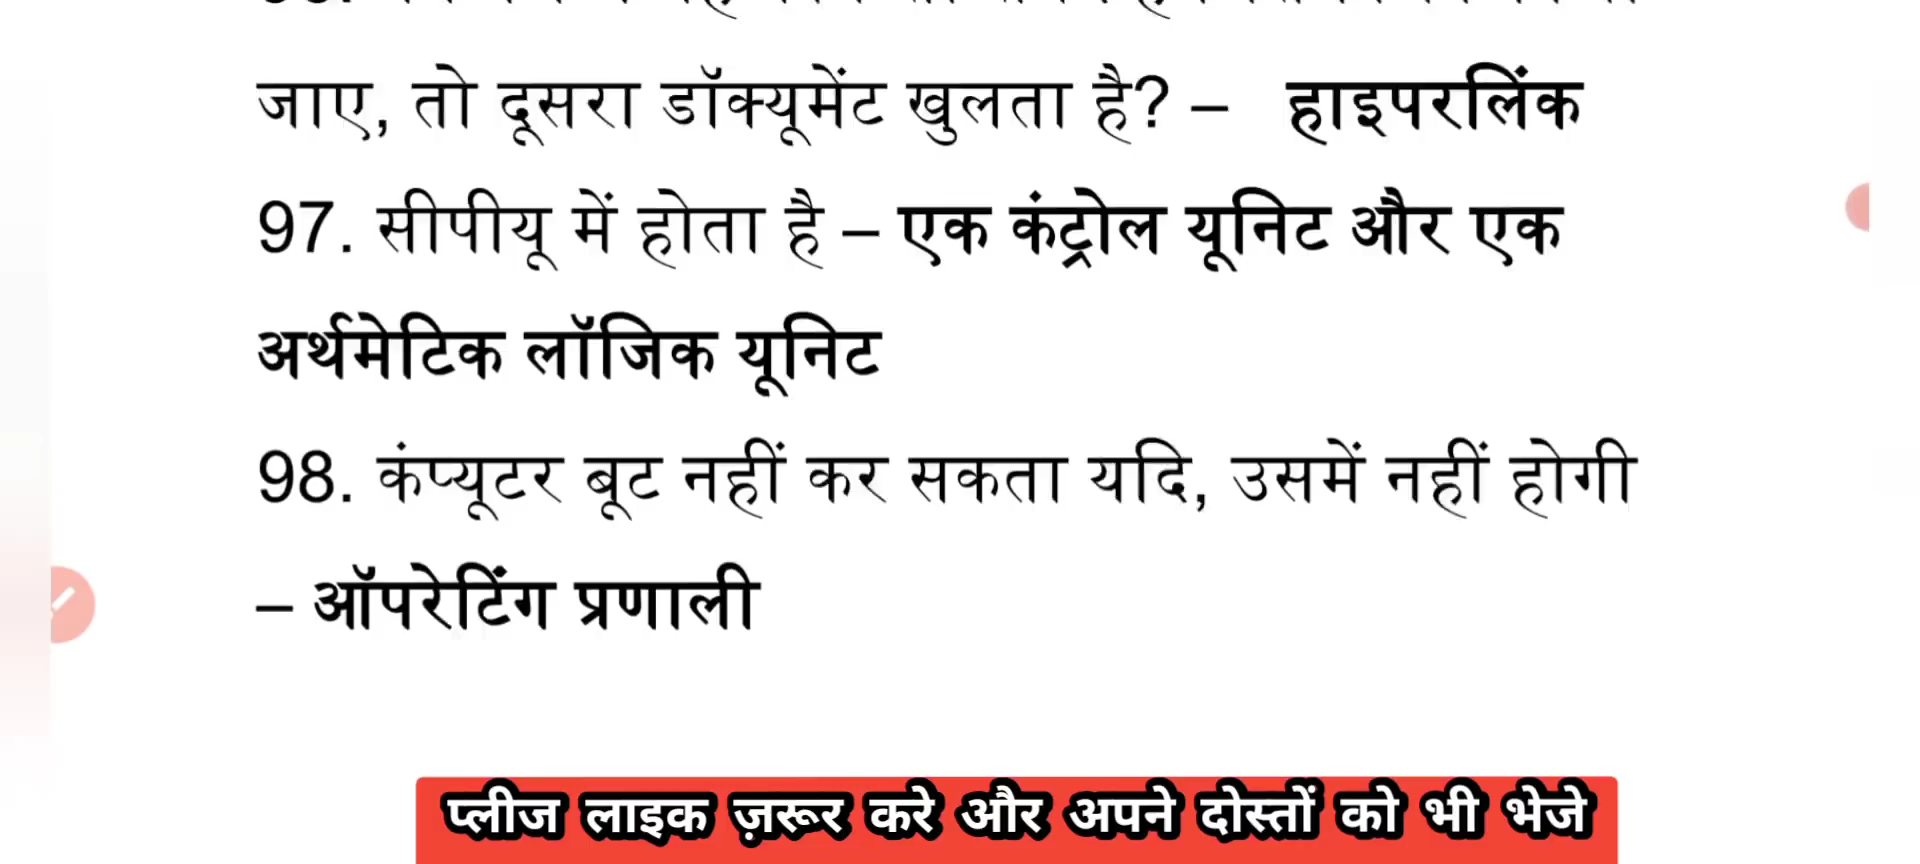 जाए, तो दूसरा डॉक्यूमेंट खुलता है? – हाइपरलिंक
97. सीपीयू में होता है – एक कंट्रोल यूनिट और एक
अर्थमेटिक लॉजिक यूनिट
98. कंप्यूटर बूट नहीं कर सकता यदि, उसमें नहीं होगी
– ऑपरेटिंग प्रणाली
प्लीज लाइक ज़रूर करे और अपने दोस्तों को भी भेजे